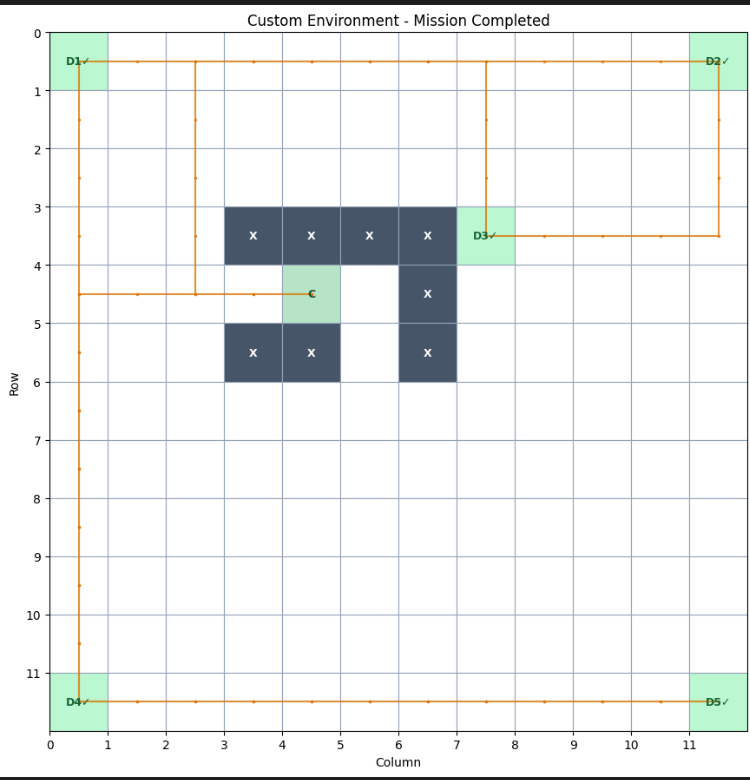 Custom Environment - Mission Completed
0
D1✓ D2✓
1
2
3
X X X X D3✓
4
C X
5
X X X
Row
6
7
8
9
10
11
D4✓ D5✓
0 1 2 3 4 5 6 7 8 9 10 11
Column